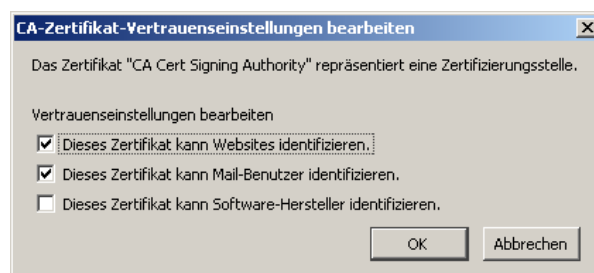 CA-Zertifikat-Vertrauenseinstellungen bearbeiten
Das Zertifikat "CA Cert Signing Authority" repräsentiert eine Zertifizierungsstelle.
Vertrauenseinstellungen bearbeiten
Dieses Zertifikat kann Websites identifizieren.
Dieses Zertifikat kann Mail-Benutzer identifizieren.
Dieses Zertifikat kann Software-Hersteller identifizieren.
OK Abbrechen